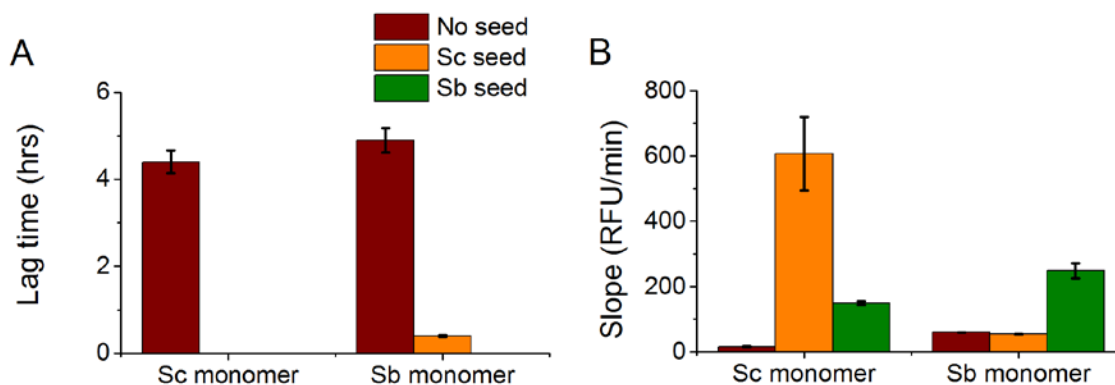 A
No seed
Sc seed
Sb seed
Lag time (hrs)
6
4
2
0
Sc monomer
Sb monomer
B
Slope (RFU/min)
800
600
400
200
0
Sc monomer
Sb monomer